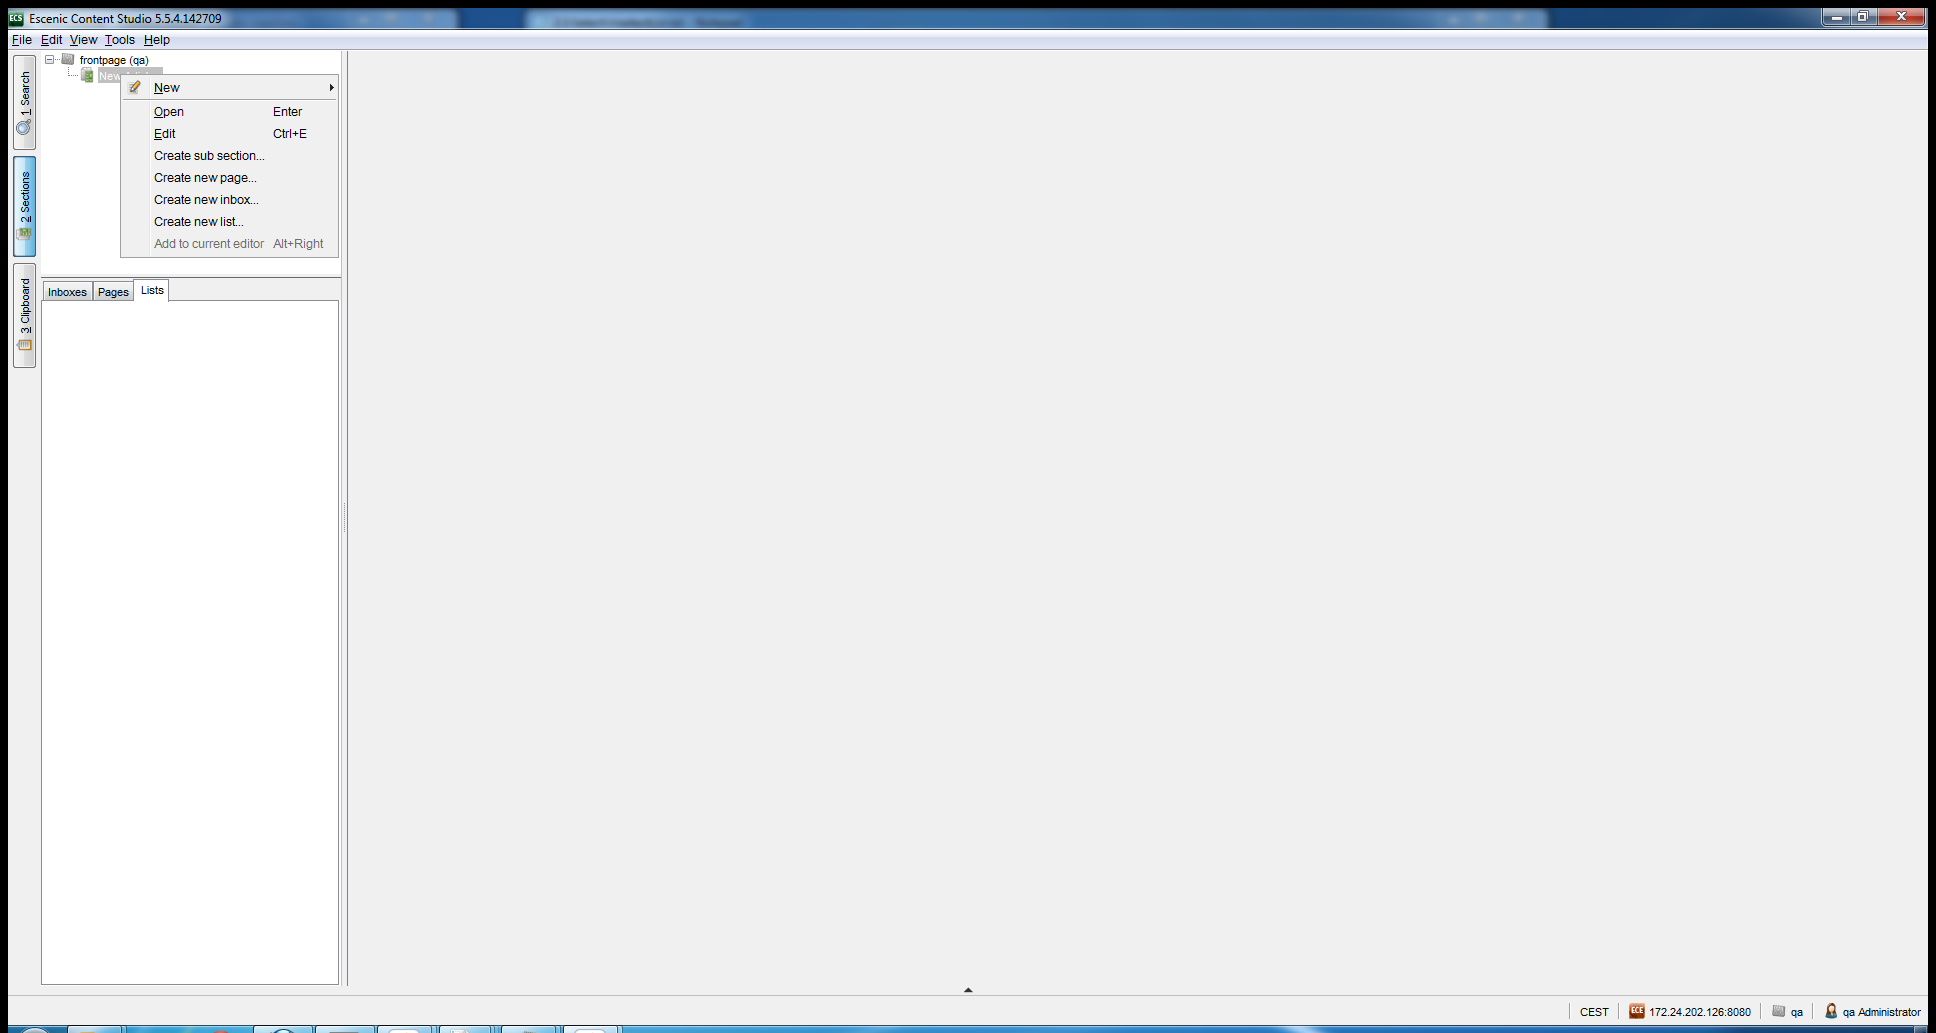 Escenic Content Studio 5.5.4.142709
File Edit View Tools Help
1 Search
2 Sections
3 Clipboard
frontpage (qa)
New
New
Open Enter
Edit Ctrl+E
Create sub section...
Create new page...
Create new inbox...
Create new list...
Add to current editor Alt+Right
Inboxes Pages Lists
CEST ECE 172.24.202.126:8080 qa qa Administrator